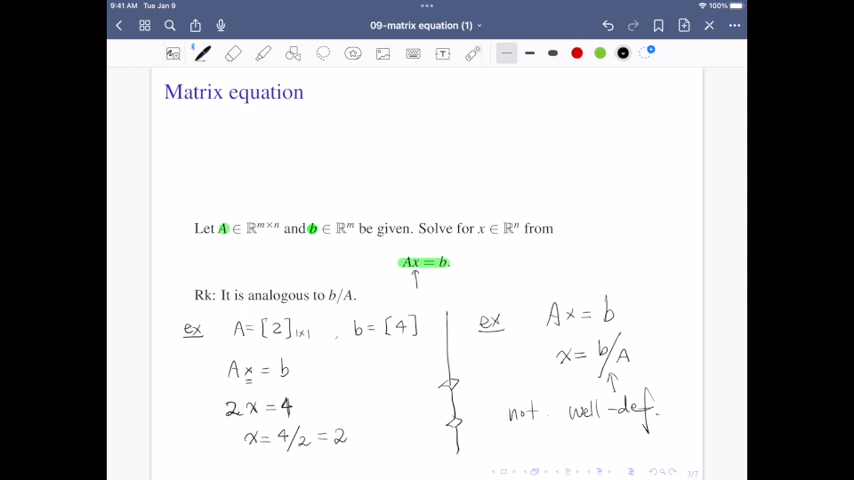 9:41 AM Tue Jan 9
100%
09-matrix equation (1)
Matrix equation
Let A ∈ ℝ^{m×n} and b ∈ ℝ^m be given. Solve for x ∈ ℝ^n from
Ax = b.
↑
Rk: It is analogous to b/A.
ex A = [2]_{1×1} , b = [4]
Ax = b
2x = 4
x = 4/2 = 2
ex Ax = b
x = b/A
↑
not well-def.
3/7